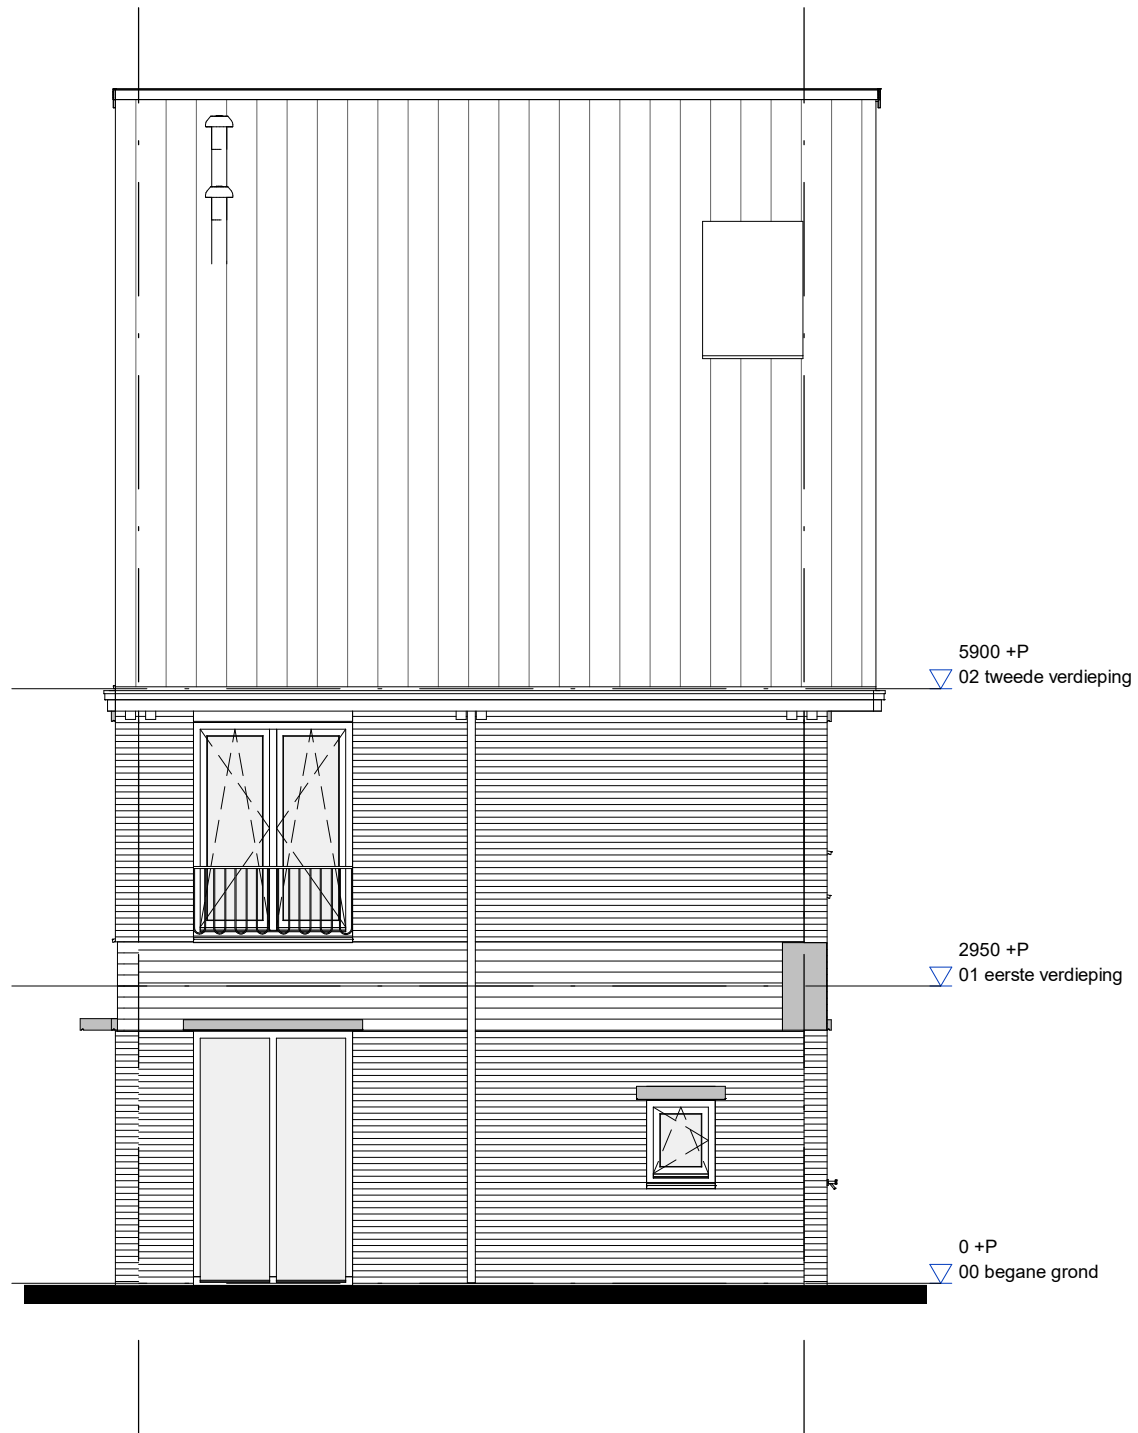 5900 +P
02 tweede verdieping
2950 +P
01 eerste verdieping
0 +P
00 begane grond